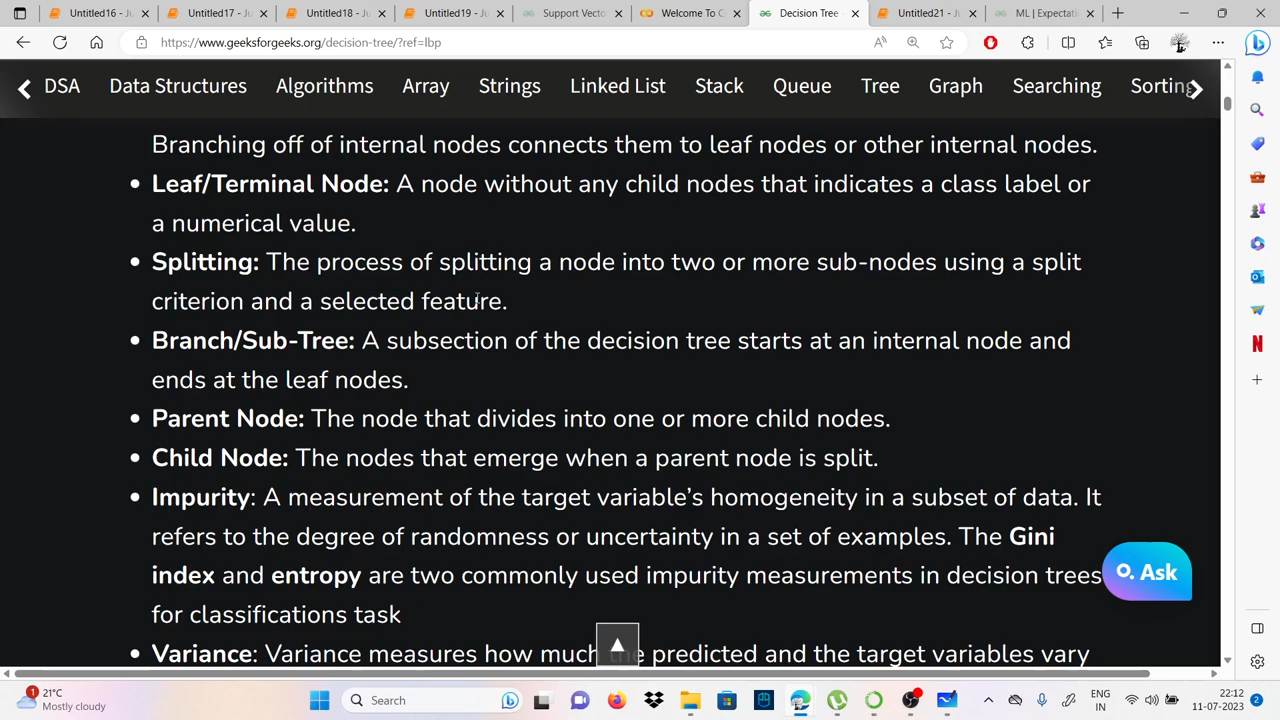 Untitled16 - Ju
Untitled17 - Ju
Untitled18 - Ju
Untitled19 - Ju
Support Vecto
Welcome To C
Decision Tree -
Untitled21 - Ju
ML | Expectati
https://www.geeksforgeeks.org/decision-tree/?ref=lbp
DSA Data Structures Algorithms Array Strings Linked List Stack Queue Tree Graph Searching Sorting
Branching off of internal nodes connects them to leaf nodes or other internal nodes.
• Leaf/Terminal Node: A node without any child nodes that indicates a class label or
a numerical value.
• Splitting: The process of splitting a node into two or more sub-nodes using a split
criterion and a selected feature.
• Branch/Sub-Tree: A subsection of the decision tree starts at an internal node and
ends at the leaf nodes.
• Parent Node: The node that divides into one or more child nodes.
• Child Node: The nodes that emerge when a parent node is split.
• Impurity: A measurement of the target variable's homogeneity in a subset of data. It
refers to the degree of randomness or uncertainty in a set of examples. The Gini
index and entropy are two commonly used impurity measurements in decision trees
for classifications task
• Variance: Variance measures how much the predicted and the target variables vary
Ask
1
21°C
Mostly cloudy
Search
ENG
IN
22:12
11-07-2023
2